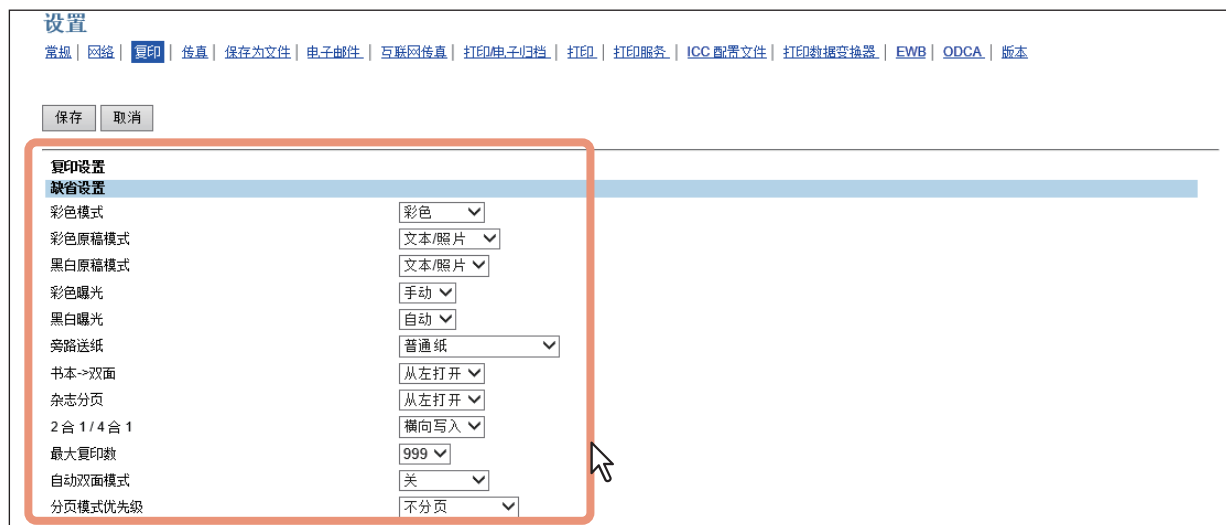 设置
常规 | 网络 | 复印 | 传真 | 保存为文件 | 电子邮件 | 互联网传真 | 打印/电子归档 | 打印 | 打印服务 | ICC 配置文件 | 打印数据变换器 | EWB | ODCA | 版本
保存 取消
复印设置
缺省设置
彩色模式 彩色
彩色原稿模式 文本/照片
黑白原稿模式 文本/照片
彩色曝光 手动
黑白曝光 自动
旁路送纸 普通纸
书本->双面 从左打开
杂志分页 从左打开
2 合 1 / 4 合 1 横向写入
最大复印数 999
自动双面模式 关
分页模式优先级 不分页